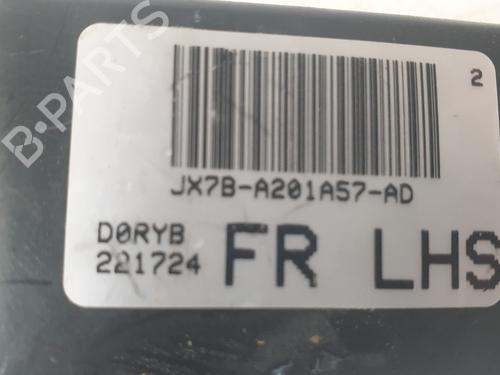 B-PARTS
2
JX7B-A201A57-AD
D0RYB
221724
FR LHS